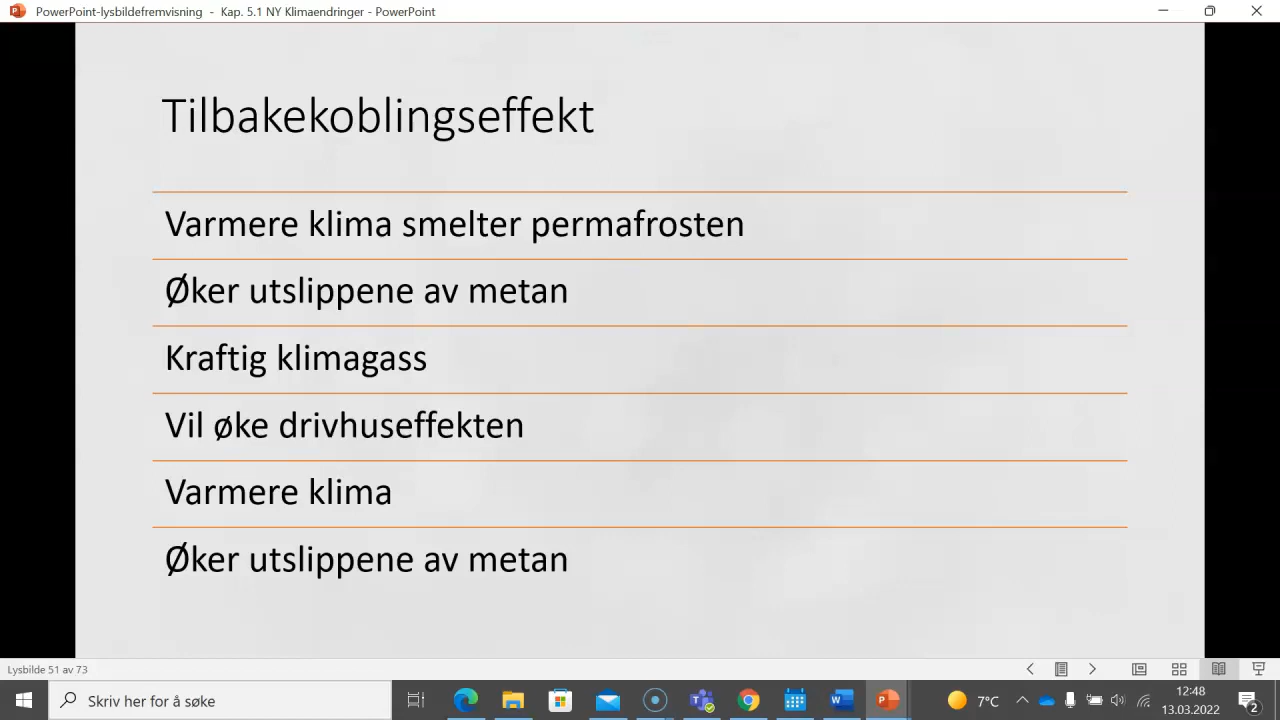 PowerPoint-lysbildefremvisning - Kap. 5.1 NY Klimaendringer - PowerPoint
Tilbakekoblingseffekt
Varmere klima smelter permafrosten
Øker utslippene av metan
Kraftig klimagass
Vil øke drivhuseffekten
Varmere klima
Øker utslippene av metan
Lysbilde 51 av 73
Skriv her for å søke
7°C
12:48
13.03.2022
2